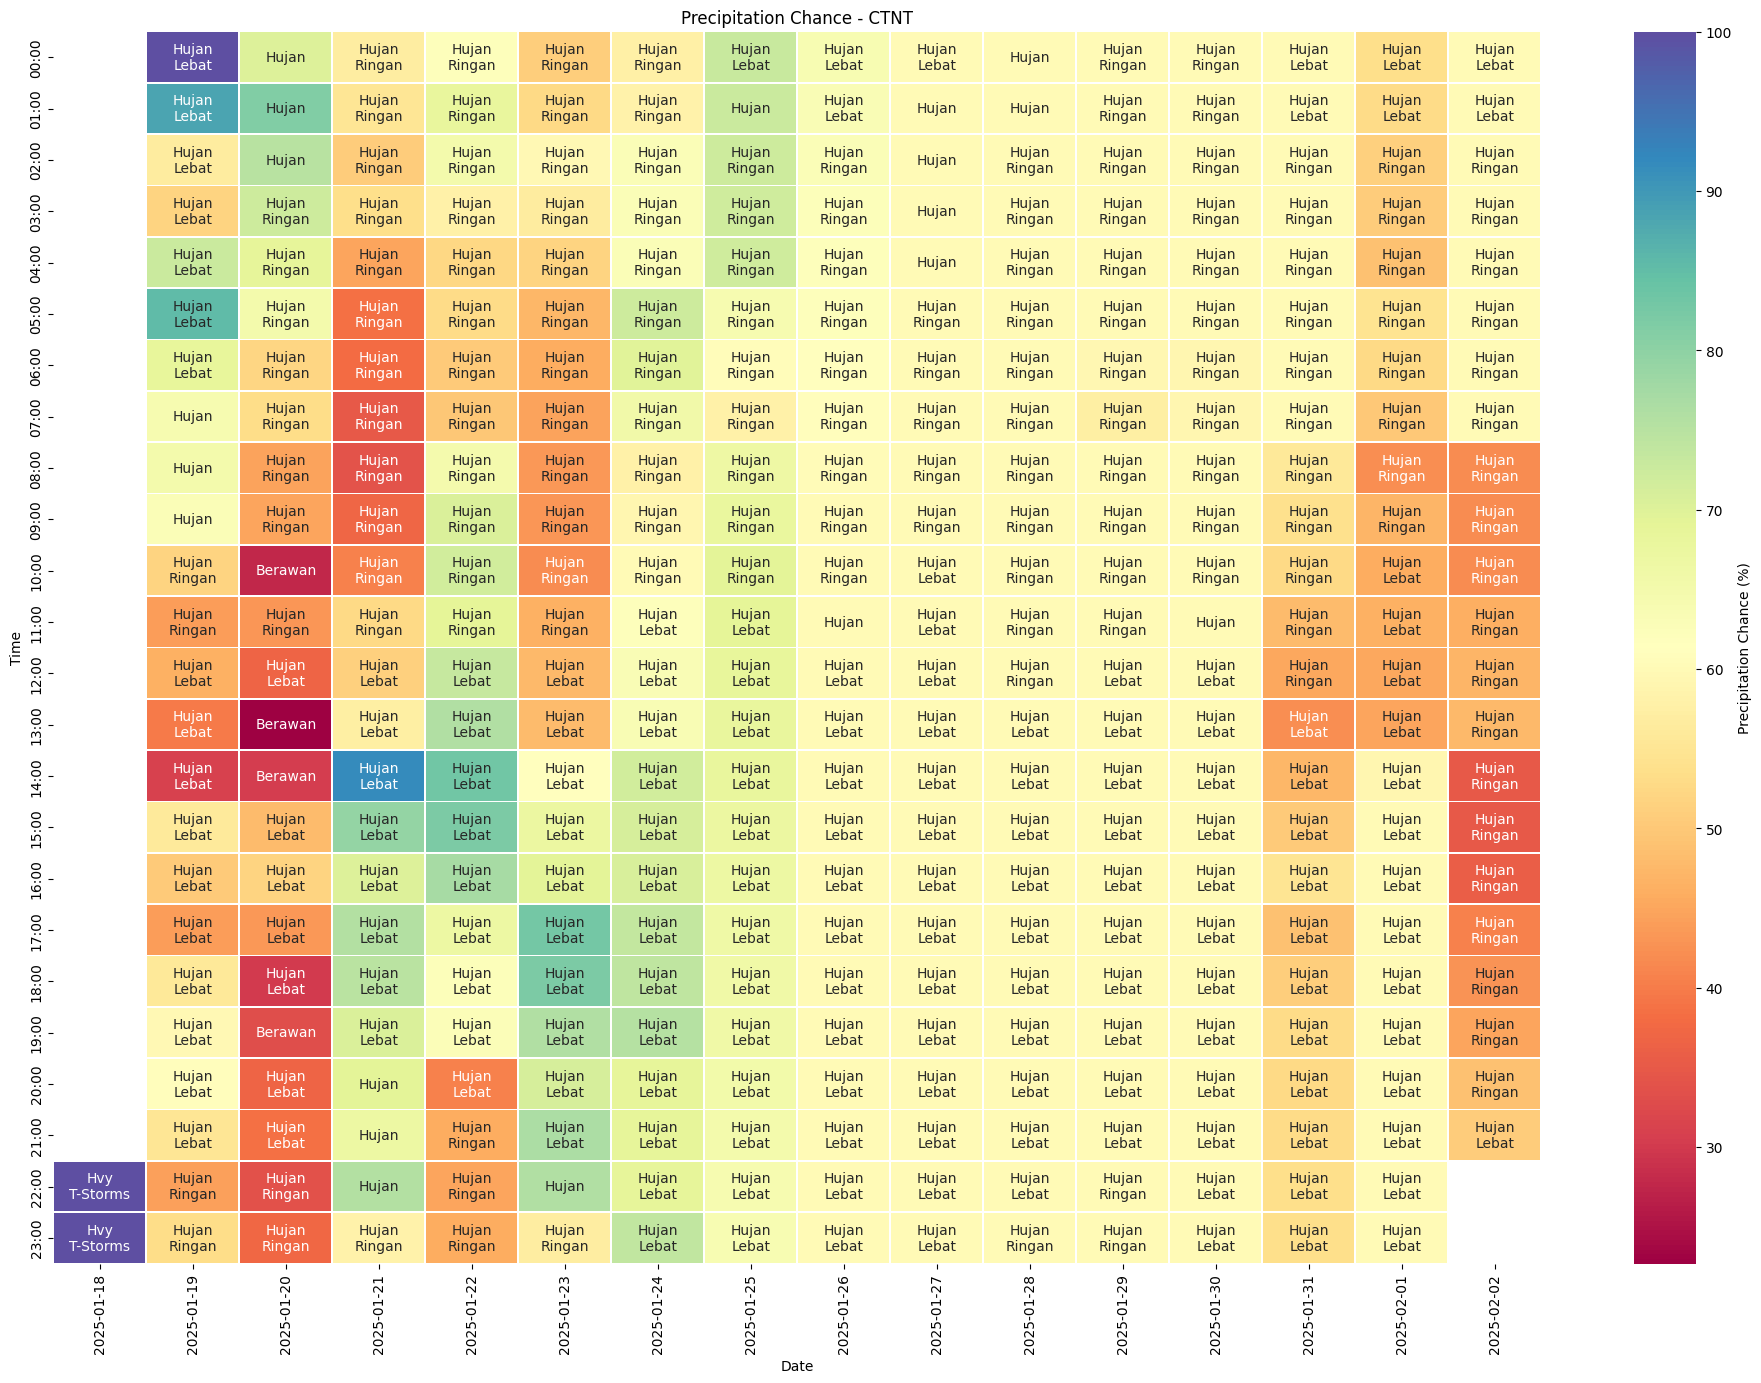 Precipitation Chance - CTNT
Hujan Hujan Hujan Hujan Hujan Hujan Hujan Hujan Hujan Hujan Hujan Hujan Hujan
00:00 Hujan Hujan
Lebat Ringan Ringan Ringan Ringan Lebat Lebat Lebat Ringan Ringan Lebat Lebat Lebat
Hujan Hujan Hujan Hujan Hujan Hujan Hujan Hujan Hujan Hujan Hujan
01:00 Hujan Hujan Hujan Hujan
Lebat Ringan Ringan Ringan Ringan Lebat Ringan Ringan Lebat Lebat Lebat
Hujan Hujan Hujan Hujan Hujan Hujan Hujan Hujan Hujan Hujan Hujan Hujan Hujan
02:00 Hujan Hujan
Lebat Ringan Ringan Ringan Ringan Ringan Ringan Ringan Ringan Ringan Ringan Ringan Ringan
Hujan Hujan Hujan Hujan Hujan Hujan Hujan Hujan Hujan Hujan Hujan Hujan Hujan Hujan
03:00 Hujan
Lebat Ringan Ringan Ringan Ringan Ringan Ringan Ringan Ringan Ringan Ringan Ringan Ringan Ringan
Hujan Hujan Hujan Hujan Hujan Hujan Hujan Hujan Hujan Hujan Hujan Hujan Hujan Hujan
04:00 Hujan
Lebat Ringan Ringan Ringan Ringan Ringan Ringan Ringan Ringan Ringan Ringan Ringan Ringan Ringan
Hujan Hujan Hujan Hujan Hujan Hujan Hujan Hujan Hujan Hujan Hujan Hujan Hujan Hujan Hujan
05:00
Lebat Ringan Ringan Ringan Ringan Ringan Ringan Ringan Ringan Ringan Ringan Ringan Ringan Ringan Ringan
Hujan Hujan Hujan Hujan Hujan Hujan Hujan Hujan Hujan Hujan Hujan Hujan Hujan Hujan Hujan
06:00
Lebat Ringan Ringan Ringan Ringan Ringan Ringan Ringan Ringan Ringan Ringan Ringan Ringan Ringan Ringan
Hujan Hujan Hujan Hujan Hujan Hujan Hujan Hujan Hujan Hujan Hujan Hujan Hujan Hujan
07:00 Hujan
Ringan Ringan Ringan Ringan Ringan Ringan Ringan Ringan Ringan Ringan Ringan Ringan Ringan Ringan
Hujan Hujan Hujan Hujan Hujan Hujan Hujan Hujan Hujan Hujan Hujan Hujan Hujan Hujan
08:00 Hujan
Ringan Ringan Ringan Ringan Ringan Ringan Ringan Ringan Ringan Ringan Ringan Ringan Ringan Ringan
Hujan Hujan Hujan Hujan Hujan Hujan Hujan Hujan Hujan Hujan Hujan Hujan Hujan Hujan
09:00 Hujan
Ringan Ringan Ringan Ringan Ringan Ringan Ringan Ringan Ringan Ringan Ringan Ringan Ringan Ringan
Hujan Hujan Hujan Hujan Hujan Hujan Hujan Hujan Hujan Hujan Hujan Hujan Hujan Hujan
10:00 Berawan
Ringan Ringan Ringan Ringan Ringan Ringan Ringan Lebat Ringan Ringan Ringan Ringan Lebat Ringan
Hujan Hujan Hujan Hujan Hujan Hujan Hujan Hujan Hujan Hujan Hujan Hujan Hujan
11:00 Hujan Hujan
Ringan Ringan Ringan Ringan Ringan Lebat Lebat Lebat Ringan Ringan Ringan Lebat Ringan
Time
Hujan Hujan Hujan Hujan Hujan Hujan Hujan Hujan Hujan Hujan Hujan Hujan Hujan Hujan Hujan
12:00
Lebat Lebat Lebat Lebat Lebat Lebat Lebat Lebat Lebat Ringan Lebat Lebat Ringan Lebat Ringan
Hujan Hujan Hujan Hujan Hujan Hujan Hujan Hujan Hujan Hujan Hujan Hujan Hujan Hujan
13:00 Berawan
Lebat Lebat Lebat Lebat Lebat Lebat Lebat Lebat Lebat Lebat Lebat Lebat Lebat Ringan
Hujan Hujan Hujan Hujan Hujan Hujan Hujan Hujan Hujan Hujan Hujan Hujan Hujan Hujan
14:00 Berawan
Lebat Lebat Lebat Lebat Lebat Lebat Lebat Lebat Lebat Lebat Lebat Lebat Lebat Ringan
Hujan Hujan Hujan Hujan Hujan Hujan Hujan Hujan Hujan Hujan Hujan Hujan Hujan Hujan Hujan
15:00
Lebat Lebat Lebat Lebat Lebat Lebat Lebat Lebat Lebat Lebat Lebat Lebat Lebat Lebat Ringan
Hujan Hujan Hujan Hujan Hujan Hujan Hujan Hujan Hujan Hujan Hujan Hujan Hujan Hujan Hujan
16:00
Lebat Lebat Lebat Lebat Lebat Lebat Lebat Lebat Lebat Lebat Lebat Lebat Lebat Lebat Ringan
Hujan Hujan Hujan Hujan Hujan Hujan Hujan Hujan Hujan Hujan Hujan Hujan Hujan Hujan Hujan
17:00
Lebat Lebat Lebat Lebat Lebat Lebat Lebat Lebat Lebat Lebat Lebat Lebat Lebat Lebat Ringan
Hujan Hujan Hujan Hujan Hujan Hujan Hujan Hujan Hujan Hujan Hujan Hujan Hujan Hujan Hujan
18:00
Lebat Lebat Lebat Lebat Lebat Lebat Lebat Lebat Lebat Lebat Lebat Lebat Lebat Lebat Ringan
Hujan Hujan Hujan Hujan Hujan Hujan Hujan Hujan Hujan Hujan Hujan Hujan Hujan Hujan
19:00 Berawan
Lebat Lebat Lebat Lebat Lebat Lebat Lebat Lebat Lebat Lebat Lebat Lebat Lebat Ringan
Hujan Hujan Hujan Hujan Hujan Hujan Hujan Hujan Hujan Hujan Hujan Hujan Hujan Hujan
20:00 Hujan
Lebat Lebat Lebat Lebat Lebat Lebat Lebat Lebat Lebat Lebat Lebat Lebat Lebat Ringan
Hujan Hujan Hujan Hujan Hujan Hujan Hujan Hujan Hujan Hujan Hujan Hujan Hujan Hujan
21:00 Hujan
Lebat Lebat Ringan Lebat Lebat Lebat Lebat Lebat Lebat Lebat Lebat Lebat Lebat Lebat
Hvy Hujan Hujan Hujan Hujan Hujan Hujan Hujan Hujan Hujan Hujan Hujan Hujan
22:00 Hujan Hujan
T-Storms Ringan Ringan Ringan Lebat Lebat Lebat Lebat Lebat Ringan Lebat Lebat Lebat
Hvy Hujan Hujan Hujan Hujan Hujan Hujan Hujan Hujan Hujan Hujan Hujan Hujan Hujan Hujan
23:00
T-Storms Ringan Ringan Ringan Ringan Ringan Lebat Lebat Lebat Lebat Ringan Ringan Lebat Lebat Lebat
2025-01-18 2025-01-19 2025-01-20 2025-01-21 2025-01-22 2025-01-23 2025-01-24 2025-01-25 2025-01-26 2025-01-27 2025-01-28 2025-01-29 2025-01-30 2025-01-31 2025-02-01 2025-02-02
Date
100
90
80
70
60
50
40
30
Precipitation Chance (%)